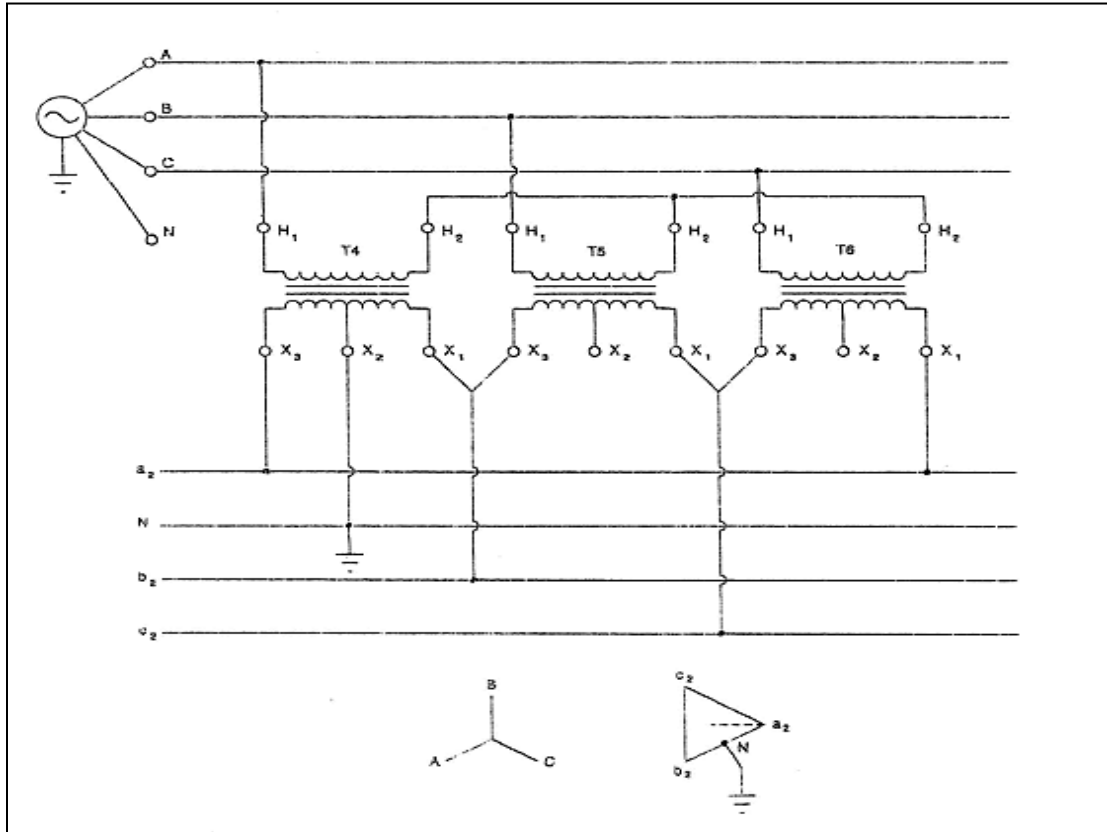 A
B
C
N
H₁ H₂ H₁ H₂ H₁ H₂
T4 T5 T6
X₃ X₂ X₁ X₃ X₂ X₁ X₃ X₂ X₁
a₂
N
b₂
c₂
B
A C
c₂
a₂
N
b₂